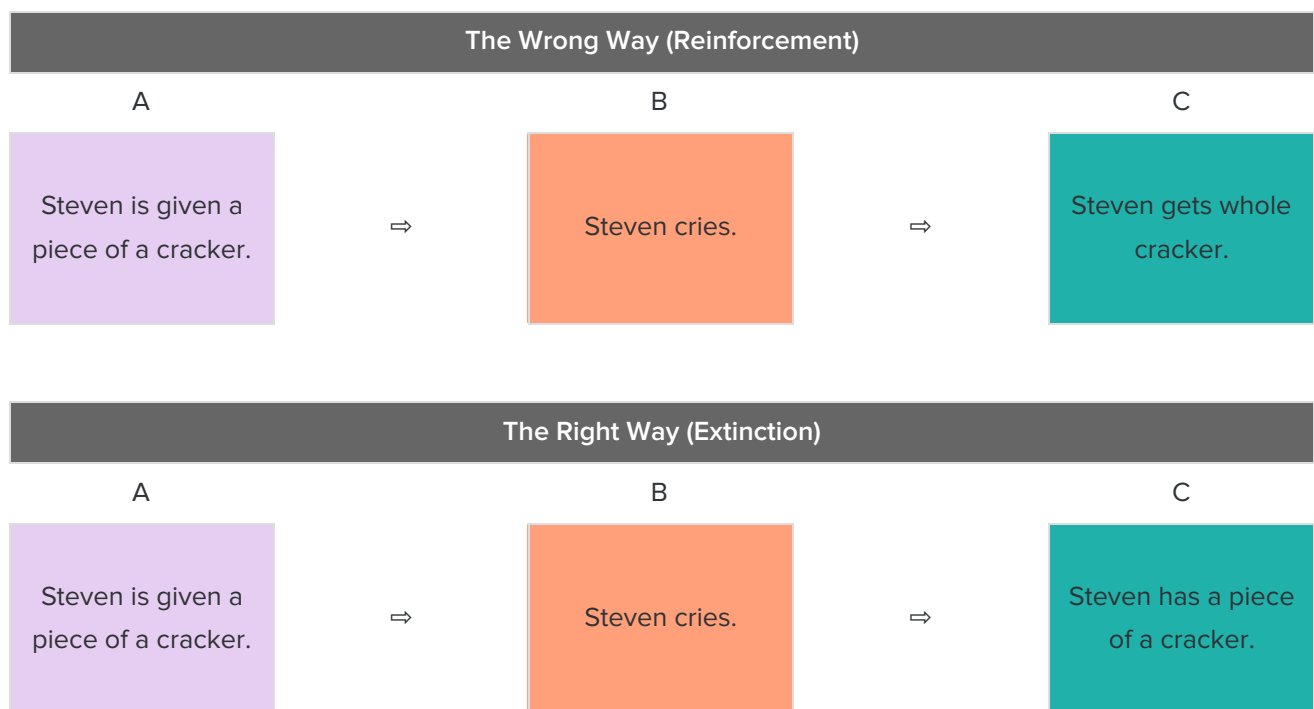 The Wrong Way (Reinforcement)
A B C
Steven is given a
piece of a cracker.
⇨
Steven cries.
⇨
Steven gets whole
cracker.
The Right Way (Extinction)
A B C
Steven is given a
piece of a cracker.
⇨
Steven cries.
⇨
Steven has a piece
of a cracker.